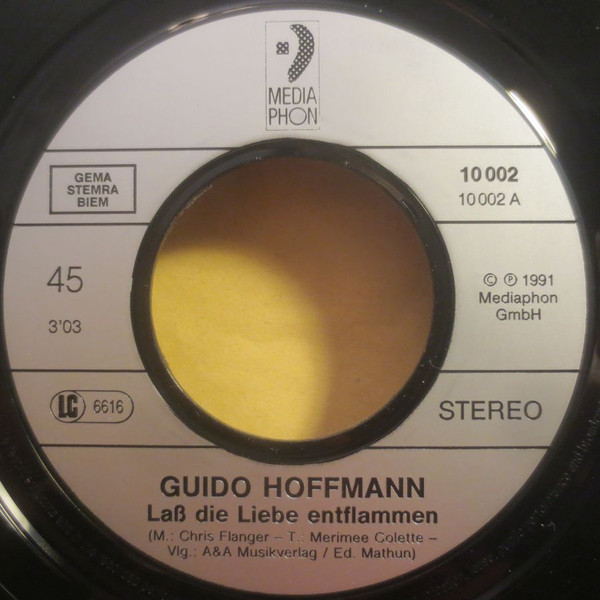 MEDIA
PHON
GEMA
STEMRA
BIEM
10 002
10 002 A
45
3'03
© ℗ 1991
Mediaphon
GmbH
LC 6616
STEREO
GUIDO HOFFMANN
Laß die Liebe entflammen
(M.: Chris Flanger – T.: Merimee Colette –
Vlg.: A&A Musikverlag / Ed. Mathun)